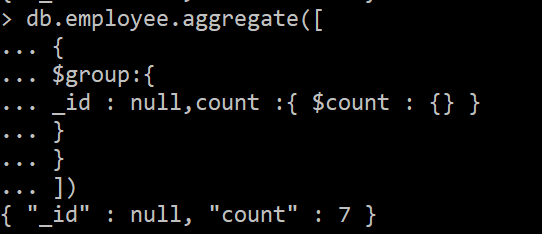 > db.employee.aggregate([
... {
... $group:{
... _id : null,count :{ $count : {} }
... }
... }
... ])
{ "_id" : null, "count" : 7 }